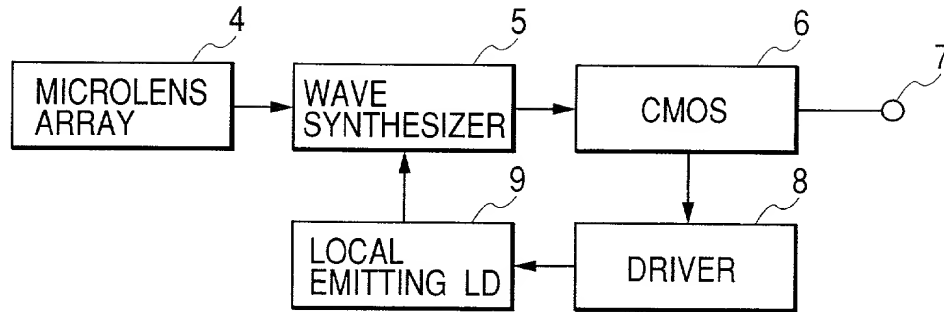 4
5
6
7
MICROLENS
ARRAY
WAVE
SYNTHESIZER
CMOS
9
8
LOCAL
EMITTING LD
DRIVER